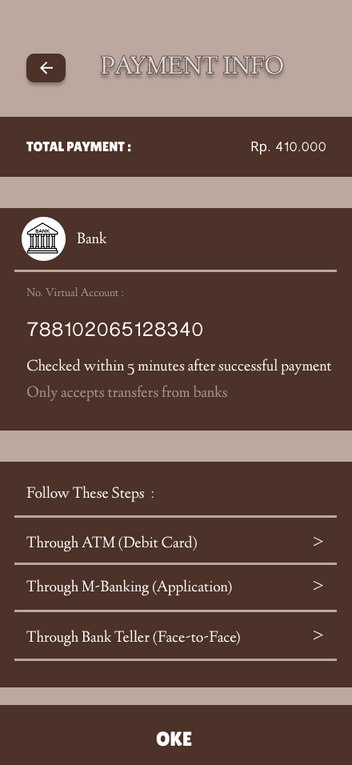 PAYMENT INFO
TOTAL PAYMENT : Rp. 410.000
BANK
Bank
No. Virtual Account :
788102065128340
Checked within 5 minutes after successful payment
Only accepts transfers from banks
Follow These Steps :
Through ATM (Debit Card) >
Through M-Banking (Application) >
Through Bank Teller (Face-to-Face) >
OKE